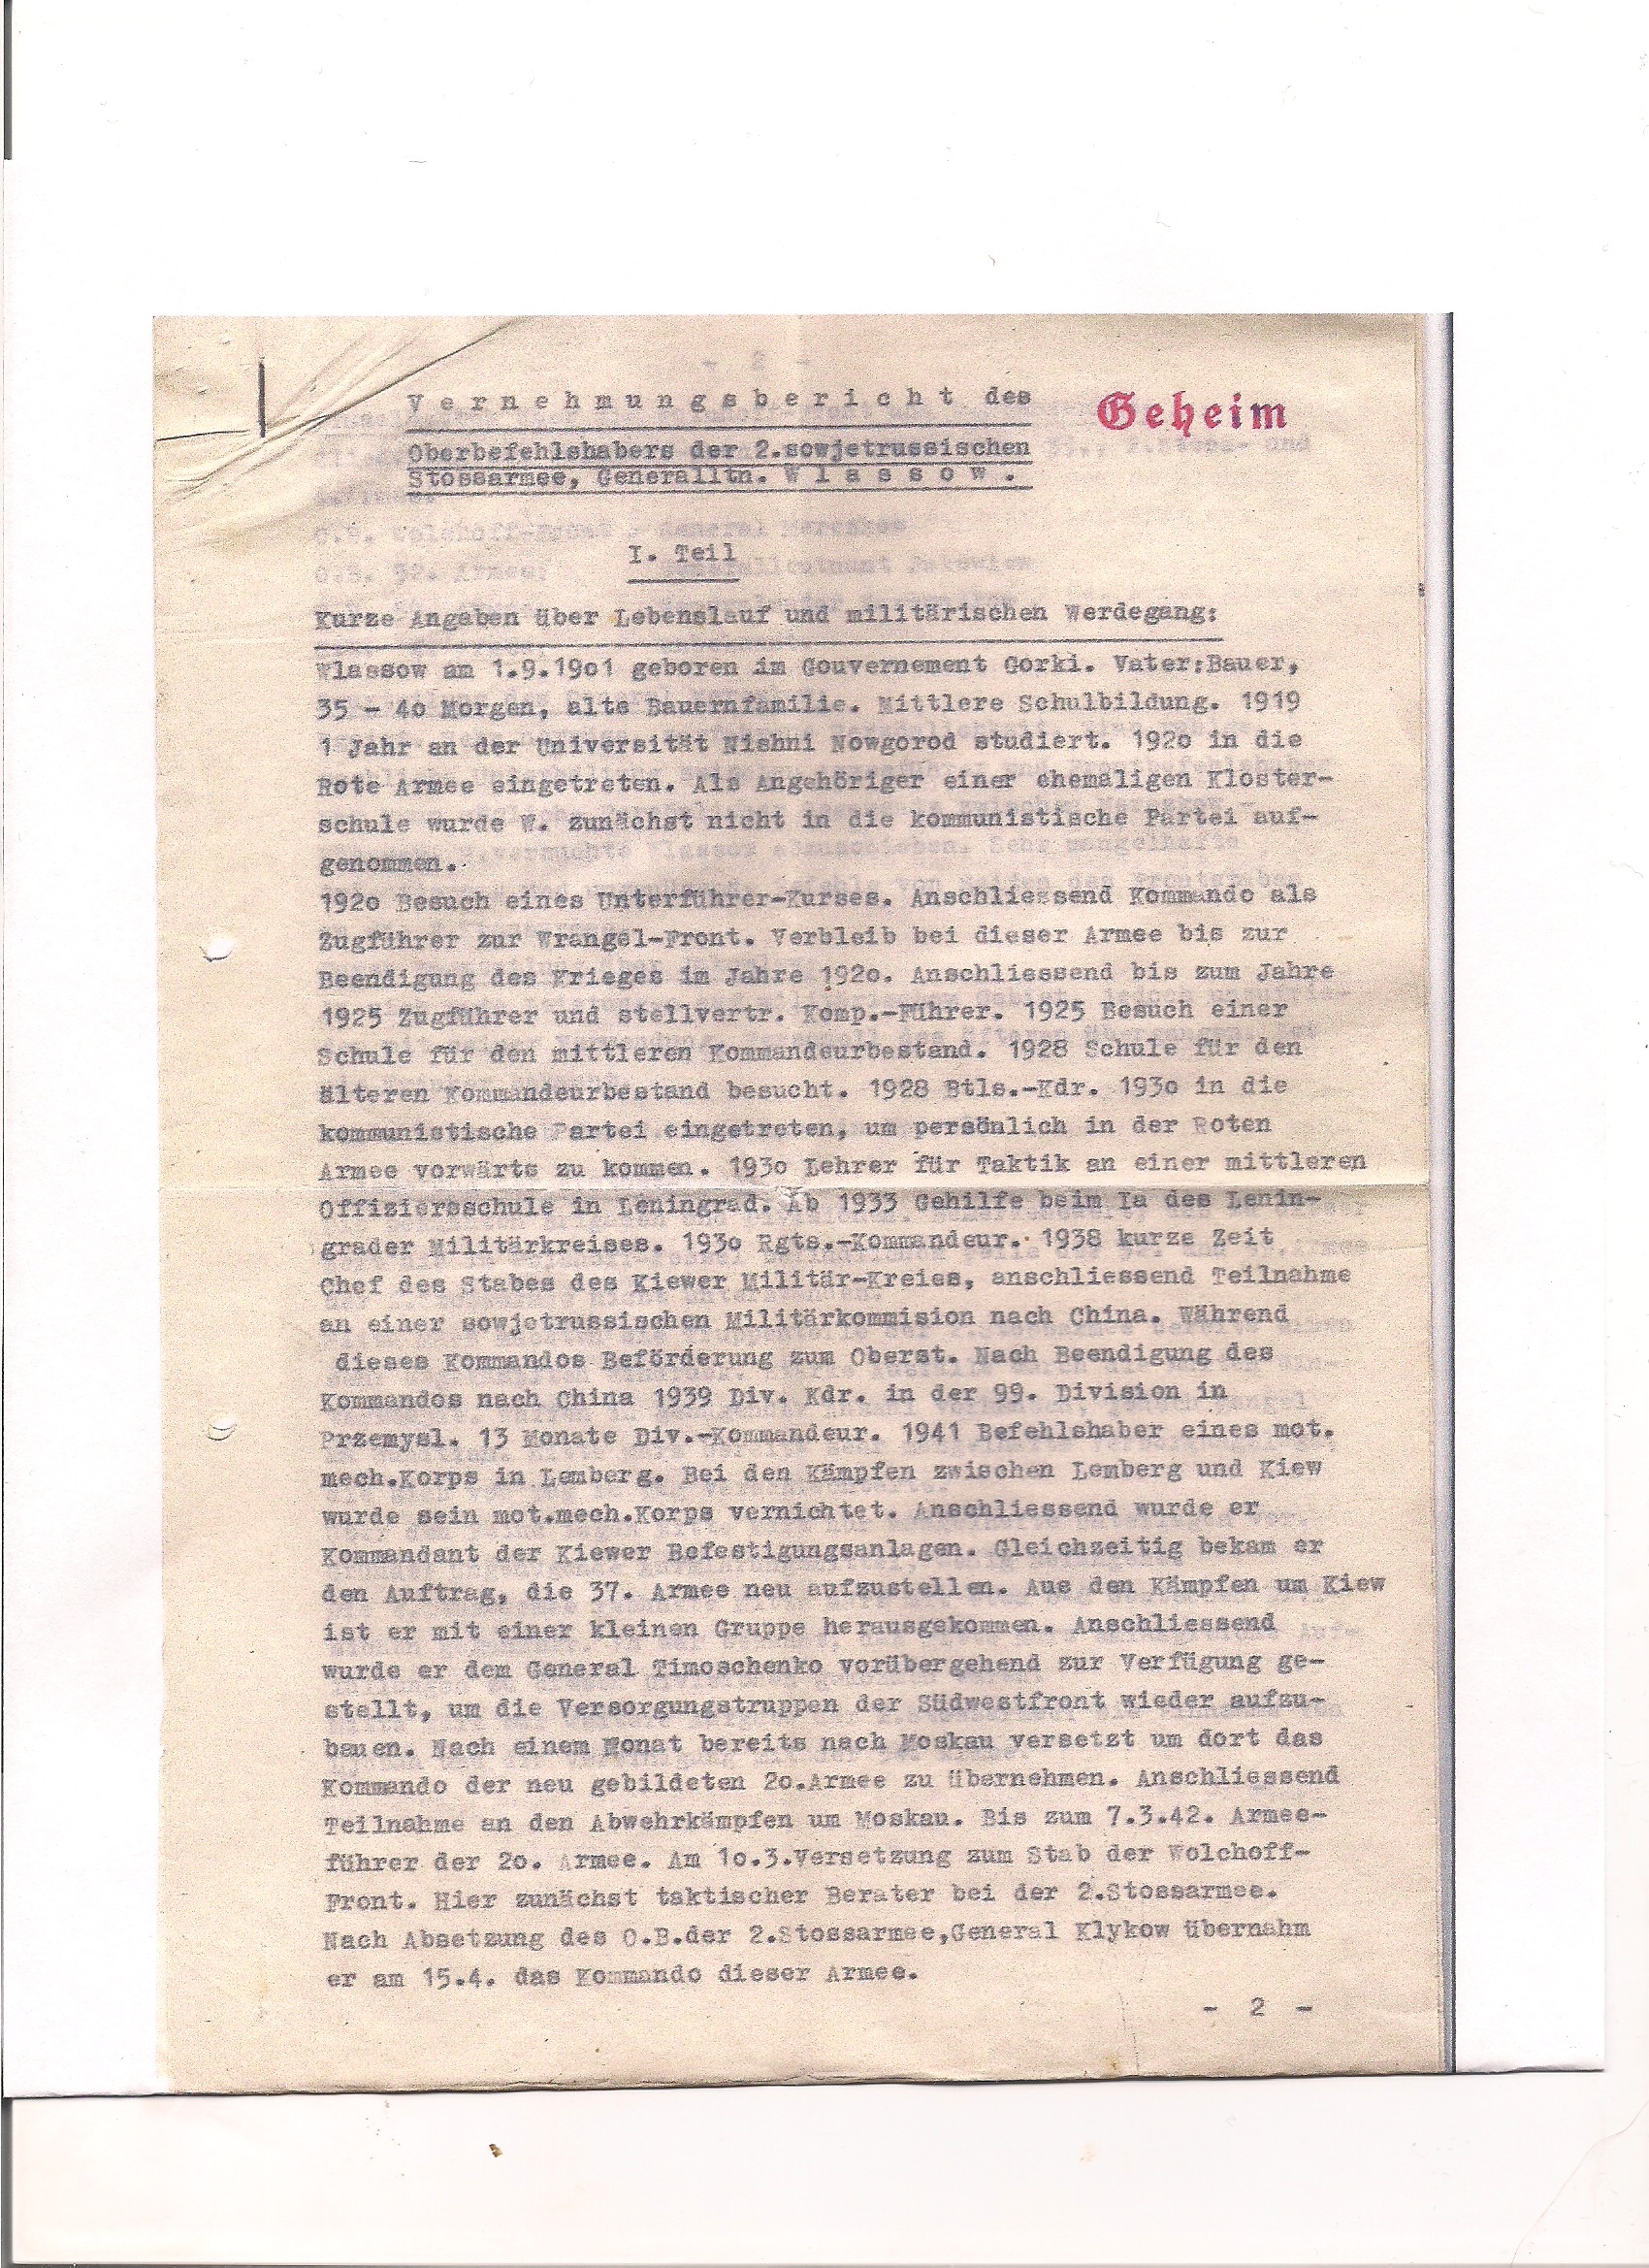 V e r n e h m u n g s b e r i c h t des
Geheim
Oberbefehlshabers der 2.sowjetrussischen
Stossarmee, Generalltn. W l a s s o w .
I. Teil
Kurze Angaben über Lebenslauf und militärischen Werdegang:
Wlassow am 1.9.19o1 geboren im Gouvernement Gorki. Vater:Bauer,
35 - 4o Morgen, alte Bauernfamilie. Mittlere Schulbildung. 1919
1 Jahr an der Universität Nishni Nowgorod studiert. 192o in die
Rote Armee eingetreten. Als Angehöriger einer ehemaligen Kloster-
schule wurde W. zunächst nicht in die kommunistische Partei auf-
genommen.
192o Besuch eines Unterführer-Kurses. Anschliessend Kommando als
Zugführer zur Wrangel-Front. Verbleib bei dieser Armee bis zur
Beendigung des Krieges im Jahre 192o. Anschliessend bis zum Jahre
1925 Zugführer und stellvertr. Komp.-Führer. 1925 Besuch einer
Schule für den mittleren Kommandeurbestand. 1928 Schule für den
älteren Kommandeurbestand besucht. 1928 Btls.-Kdr. 193o in die
kommunistische Partei eingetreten, um persönlich in der Roten
Armee vorwärts zu kommen. 193o Lehrer für Taktik an einer mittleren
Offiziersschule in Leningrad. Ab 1933 Gehilfe beim Ia des Lenin-
grader Militärkreises. 193o Rgts.-Kommandeur. 1938 kurze Zeit
Chef des Stabes des Kiewer Militär-Kreies, anschliessend Teilnahme
an einer sowjetrussischen Militärkommision nach China. Während
dieses Kommandos Beförderung zum Oberst. Nach Beendigung des
Kommandos nach China 1939 Div. Kdr. in der 99. Division in
Przemysl. 13 Monate Div.-Kommandeur. 1941 Befehlshaber eines mot.
mech.Korps in Lemberg. Bei den Kämpfen zwischen Lemberg und Kiew
wurde sein mot.mech.Korps vernichtet. Anschliessend wurde er
Kommandant der Kiewer Befestigungsanlagen. Gleichzeitig bekam er
den Auftrag, die 37. Armee neu aufzustellen. Aus den Kämpfen um Kiew
ist er mit einer kleinen Gruppe herausgekommen. Anschliessend
wurde er dem General Timoschenko vorübergehend zur Verfügung ge-
stellt, um die Versorgungstruppen der Südwestfront wieder aufzu-
bauen. Nach einem Monat bereits nach Moskau versetzt um dort das
Kommando der neu gebildeten 2o.Armee zu übernehmen. Anschliessend
Teilnahme an den Abwehrkämpfen um Moskau. Bis zum 7.3.42. Armee-
führer der 2o. Armee. Am 1o.3.Versetzung zum Stab der Wolchoff-
Front. Hier zunächst taktischer Berater bei der 2.Stossarmee.
Nach Absetzung des O.B.der 2.Stossarmee,General Klykow übernahm
er am 15.4. das Kommando dieser Armee.
- 2 -